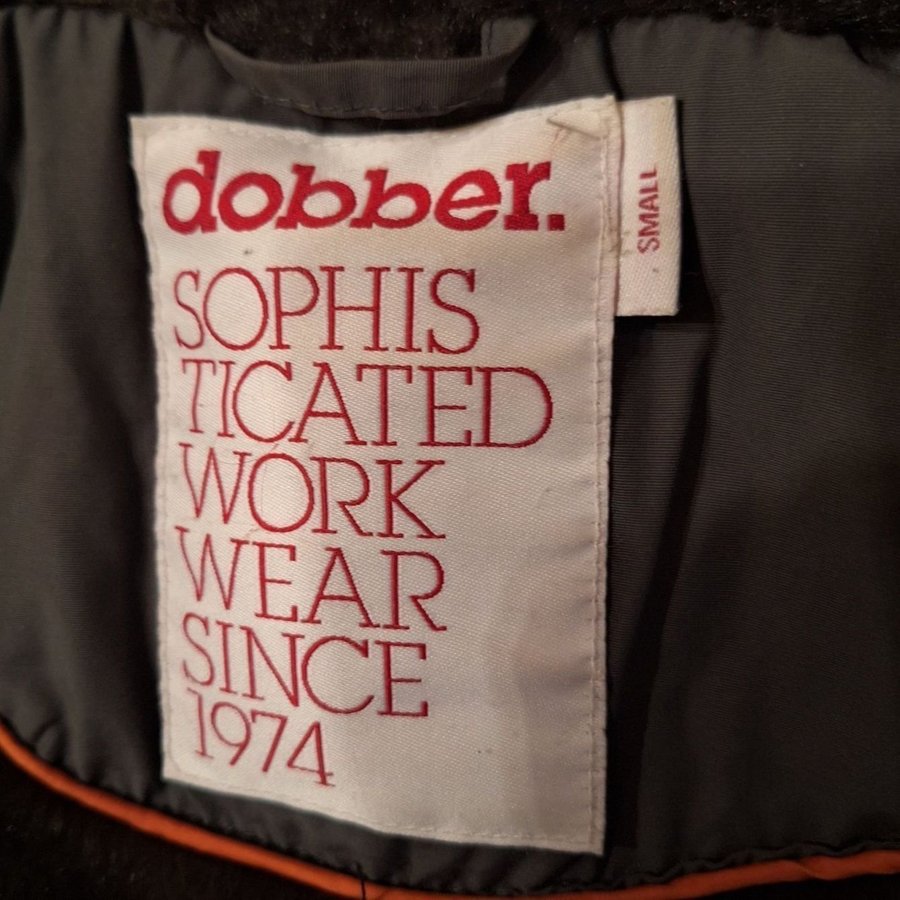 dobber.
SOPHIS
TICATED
WORK
WEAR
SINCE
1974
SMALL